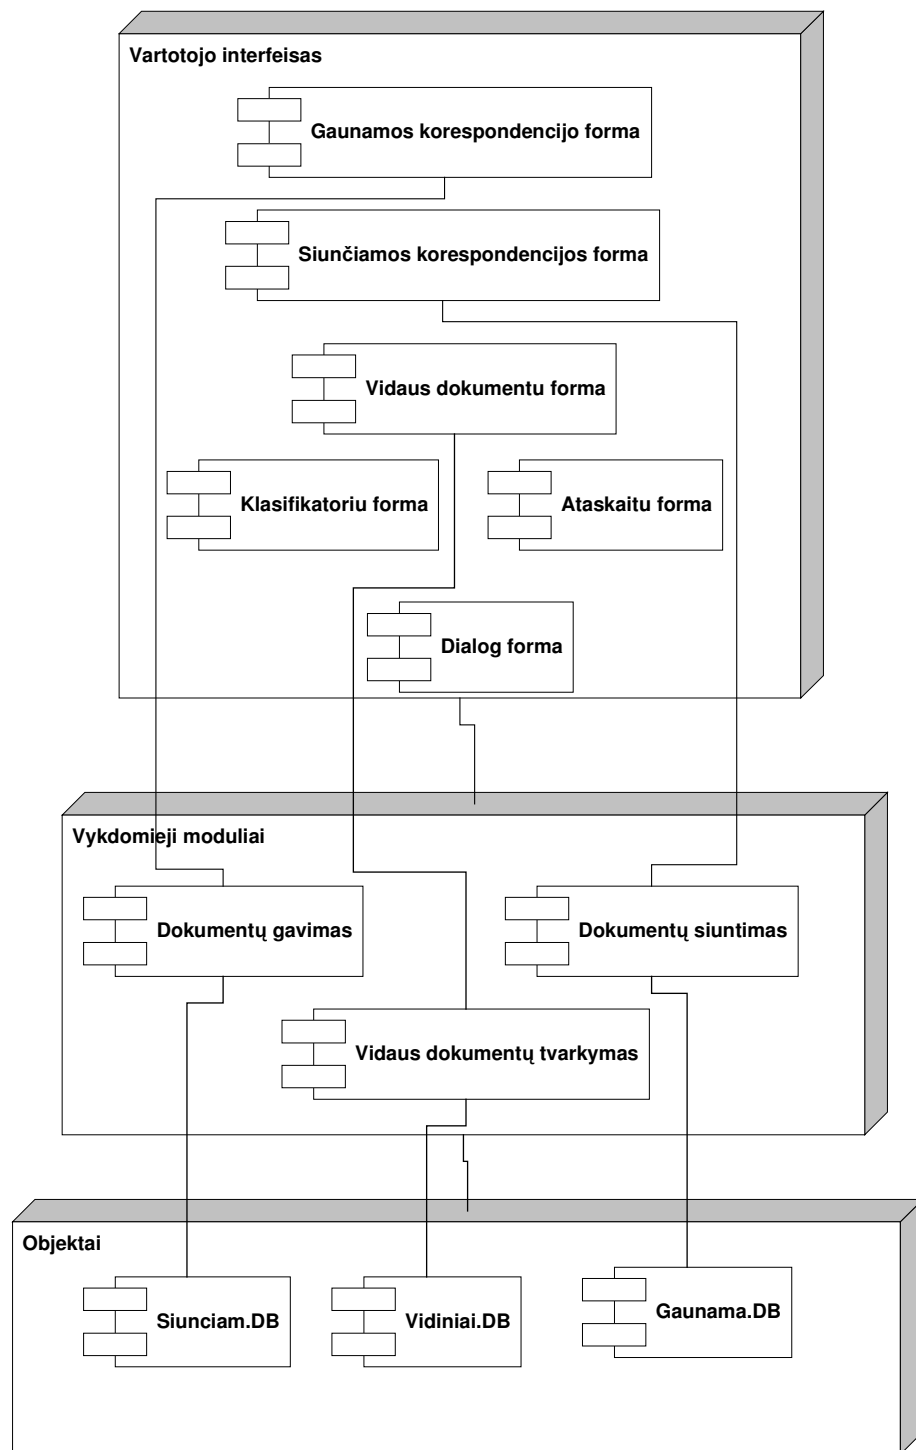 Vartotojo interfeisas
Gaunamos korespondencijo forma
Siunčiamos korespondencijos forma
Vidaus dokumentu forma
Klasifikatoriu forma
Ataskaitu forma
Dialog forma
Vykdomieji moduliai
Dokumentų gavimas
Dokumentų siuntimas
Vidaus dokumentų tvarkymas
Objektai
Siunciam.DB
Vidiniai.DB
Gaunama.DB